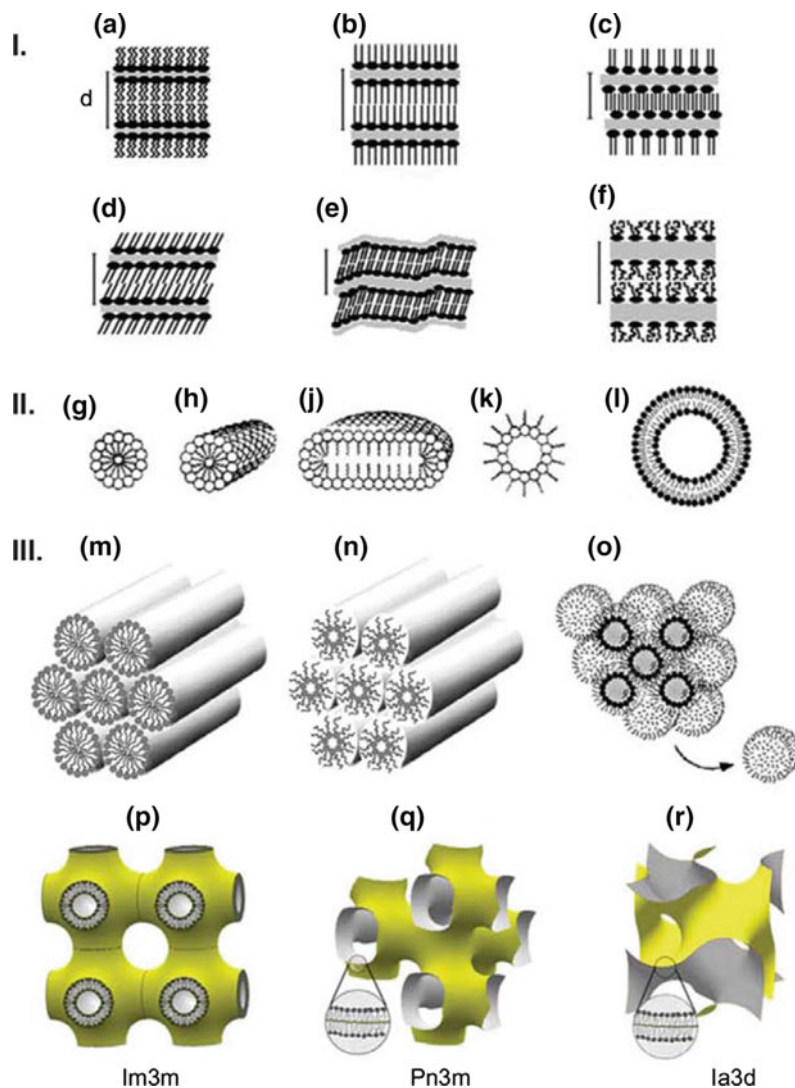 I.
(a) (b) (c)
d
(d) (e) (f)
II.
(g) (h) (j) (k) (l)
III.
(m) (n) (o)
(p) (q) (r)
Im3m Pn3m Ia3d